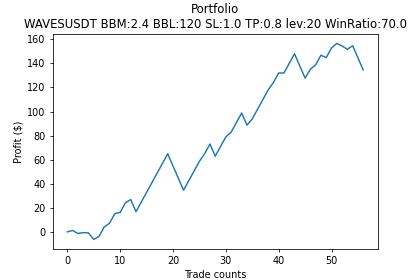 Portfolio
WAVESUSDT BBM:2.4 BBL:120 SL:1.0 TP:0.8 lev:20 WinRatio:70.0
160
140
120
100
80
60
40
20
0
Profit ($)
0 10 20 30 40 50
Trade counts